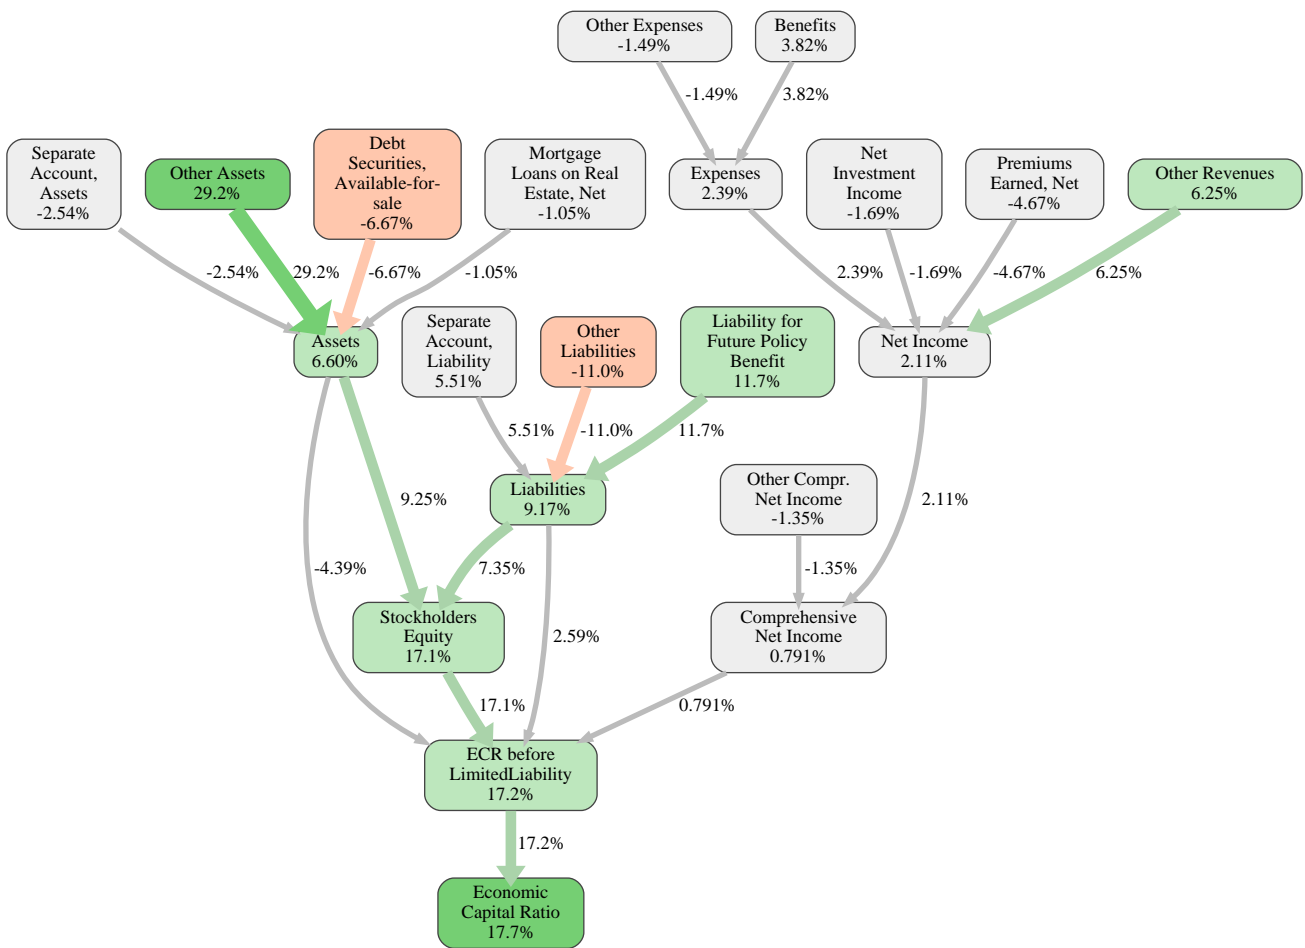 Other Expenses
-1.49%
Benefits
3.82%
-1.49%
3.82%
Separate
Account,
Assets
-2.54%
Other Assets
29.2%
Debt
Securities,
Available-for-
sale
-6.67%
Mortgage
Loans on Real
Estate, Net
-1.05%
Expenses
2.39%
Net
Investment
Income
-1.69%
Premiums
Earned, Net
-4.67%
Other Revenues
6.25%
-2.54%
29.2%
-6.67%
-1.05%
2.39%
-1.69%
-4.67%
6.25%
Assets
6.60%
Separate
Account,
Liability
5.51%
Other
Liabilities
-11.0%
Liability for
Future Policy
Benefit
11.7%
Net Income
2.11%
5.51%
-11.0%
11.7%
9.25%
Liabilities
9.17%
Other Compr.
Net Income
-1.35%
2.11%
-4.39%
7.35%
-1.35%
Stockholders
Equity
17.1%
2.59%
Comprehensive
Net Income
0.791%
17.1%
0.791%
ECR before
LimitedLiability
17.2%
17.2%
Economic
Capital Ratio
17.7%